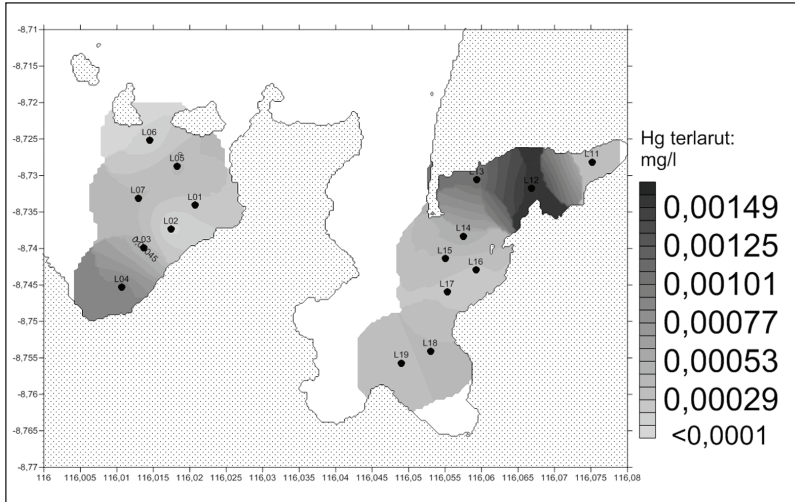 -8,71
-8,72
-8,725
-8,73
-8,735
-8,74
-8,745
-8,75
-8,755
-8,76
-8,765
-8,77
116
116,005
116,01
116,015
116,02
116,025
116,03
116,035
116,04
116,045
116,05
116,055
116,06
116,065
116,07
116,075
116,08
L06
L05
L07
L01
L02
L03
0,00045
L04
L11
L13
L12
L14
L15
L16
L17
L18
L19
Hg terlarut:
mg/l
0,00149
0,00125
0,00101
0,00077
0,00053
0,00029
<0,0001